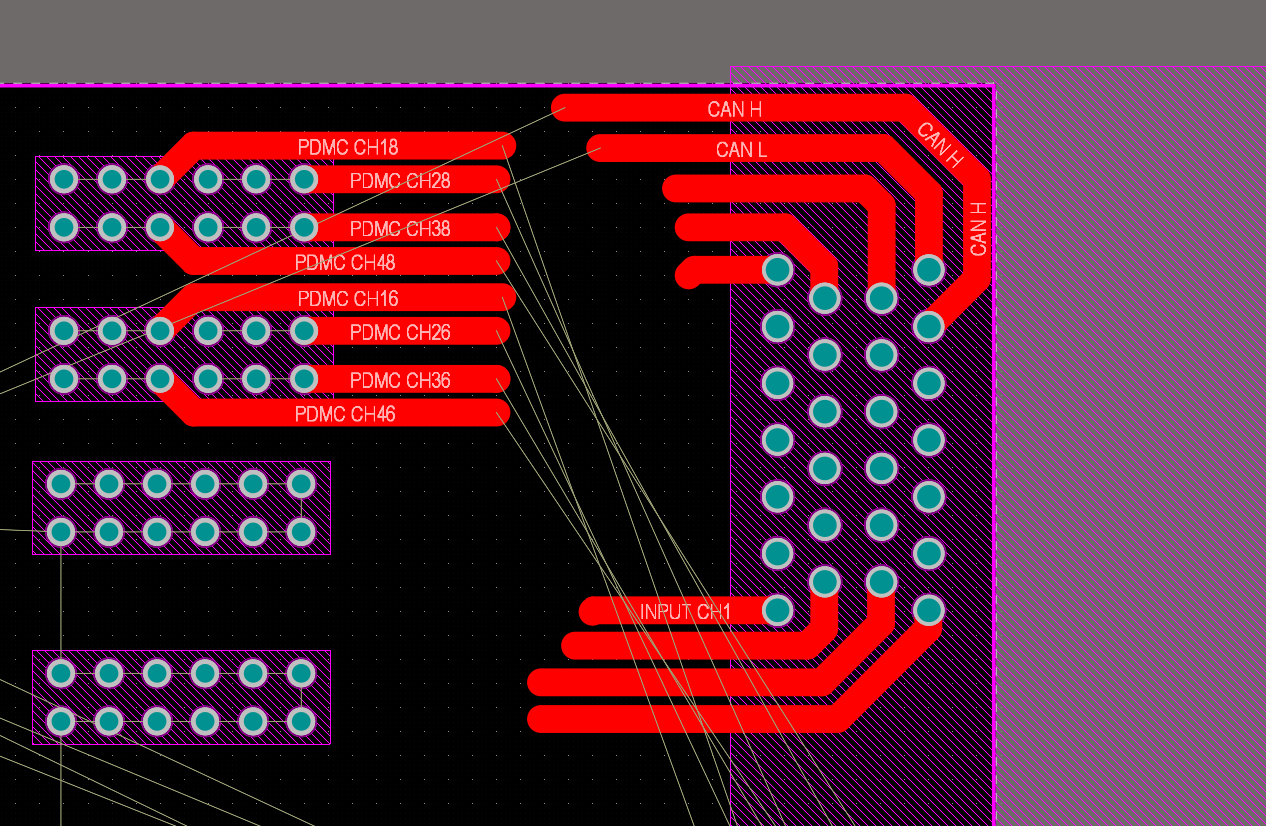 CAN H
CAN H
CAN H
CAN L
PDMC CH18
PDMC CH28
PDMC CH38
PDMC CH48
PDMC CH16
PDMC CH26
PDMC CH36
PDMC CH46
INPUT CH1